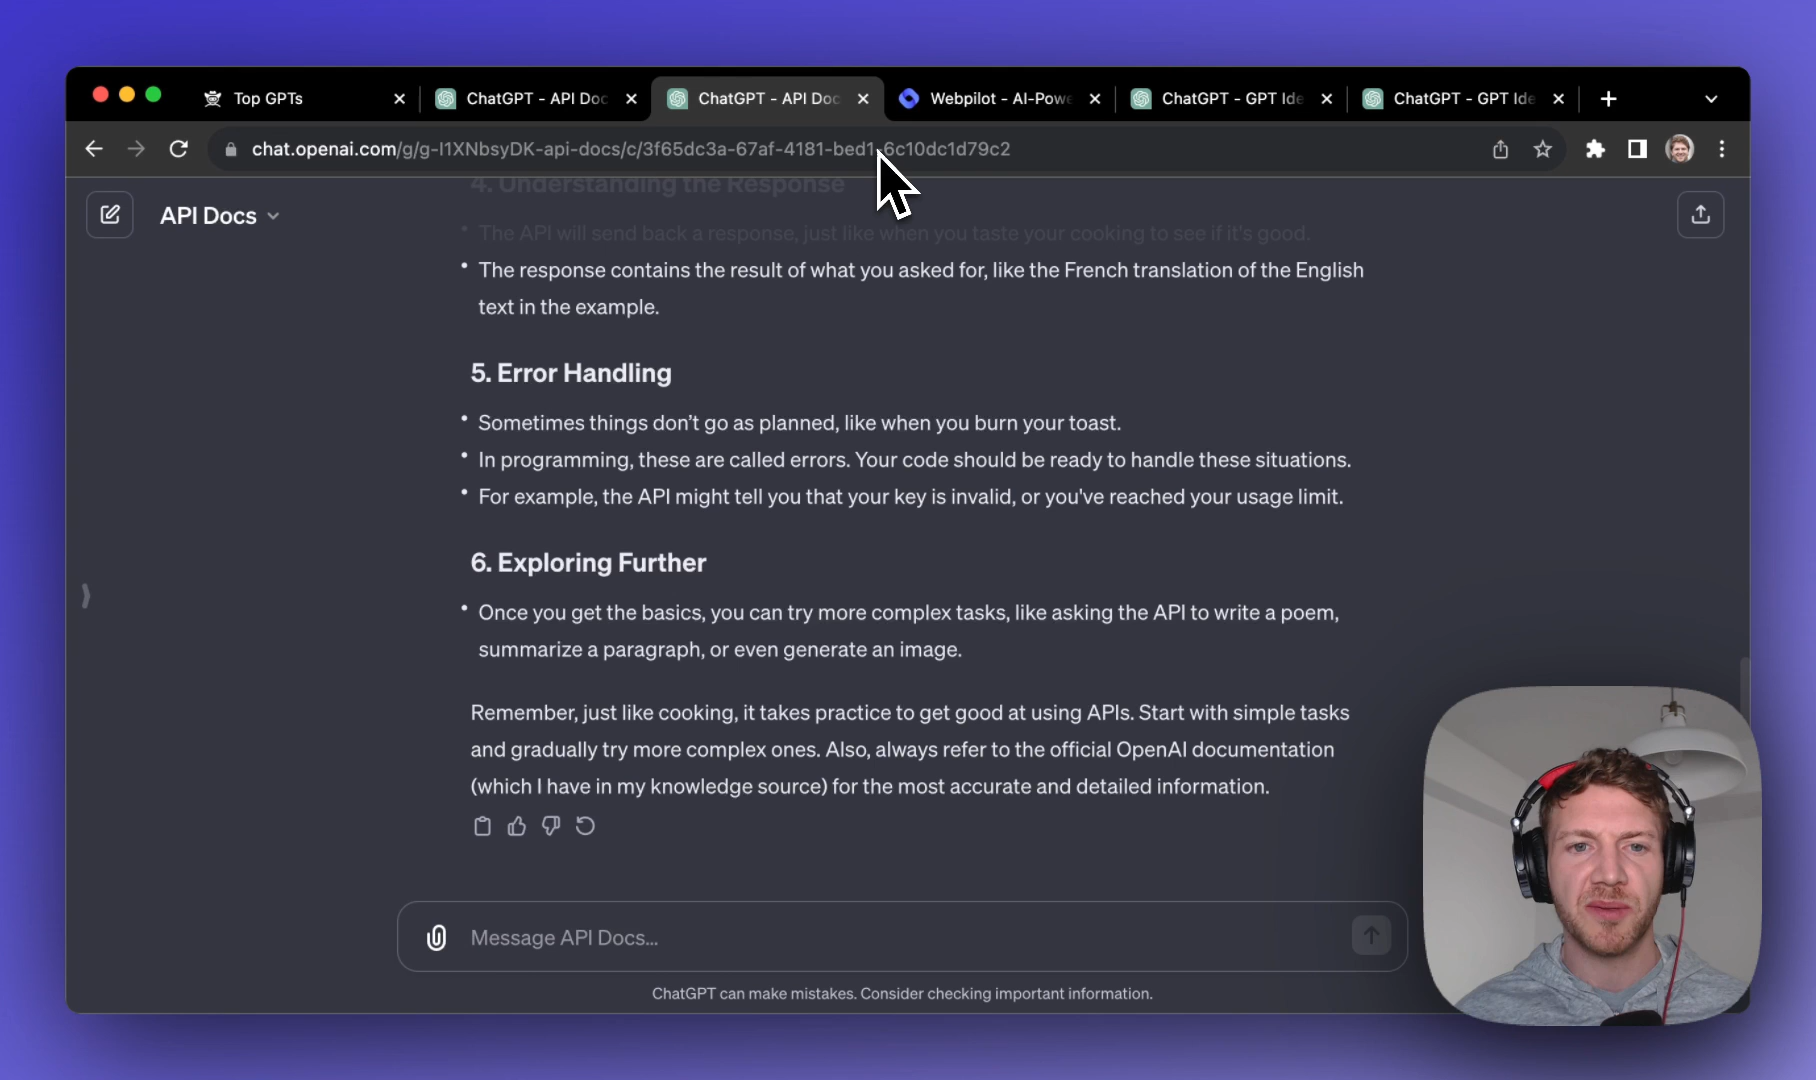 Top GPTs
ChatGPT - API Doc
ChatGPT - API Doc
Webpilot - AI-Powe
ChatGPT - GPT Ide
ChatGPT - GPT Ide
chat.openai.com/g/g-I1XNbsyDK-api-docs/c/3f65dc3a-67af-4181-bed1-6c10dc1d79c2
API Docs
4. Understanding the Response
• The API will send back a response, just like when you taste your cooking to see if it's good.
• The response contains the result of what you asked for, like the French translation of the English
text in the example.
5. Error Handling
• Sometimes things don’t go as planned, like when you burn your toast.
• In programming, these are called errors. Your code should be ready to handle these situations.
• For example, the API might tell you that your key is invalid, or you've reached your usage limit.
6. Exploring Further
• Once you get the basics, you can try more complex tasks, like asking the API to write a poem,
summarize a paragraph, or even generate an image.
Remember, just like cooking, it takes practice to get good at using APIs. Start with simple tasks
and gradually try more complex ones. Also, always refer to the official OpenAI documentation
(which I have in my knowledge source) for the most accurate and detailed information.
Message API Docs...
ChatGPT can make mistakes. Consider checking important information.